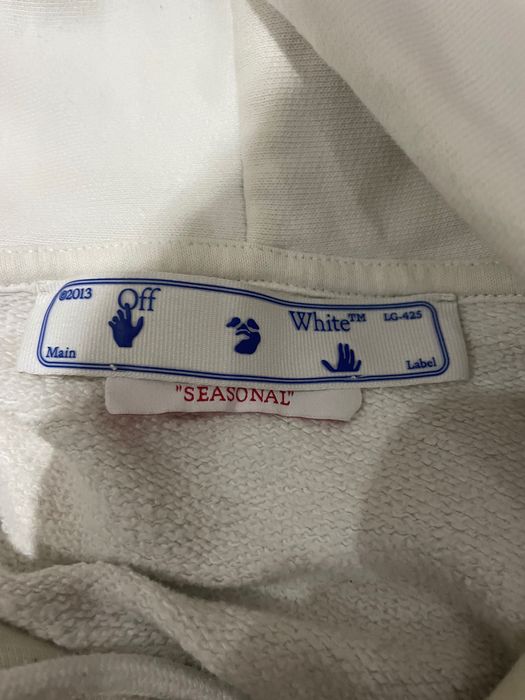 ©2013 Off
White™ LG-425
Main
Label
"SEASONAL"